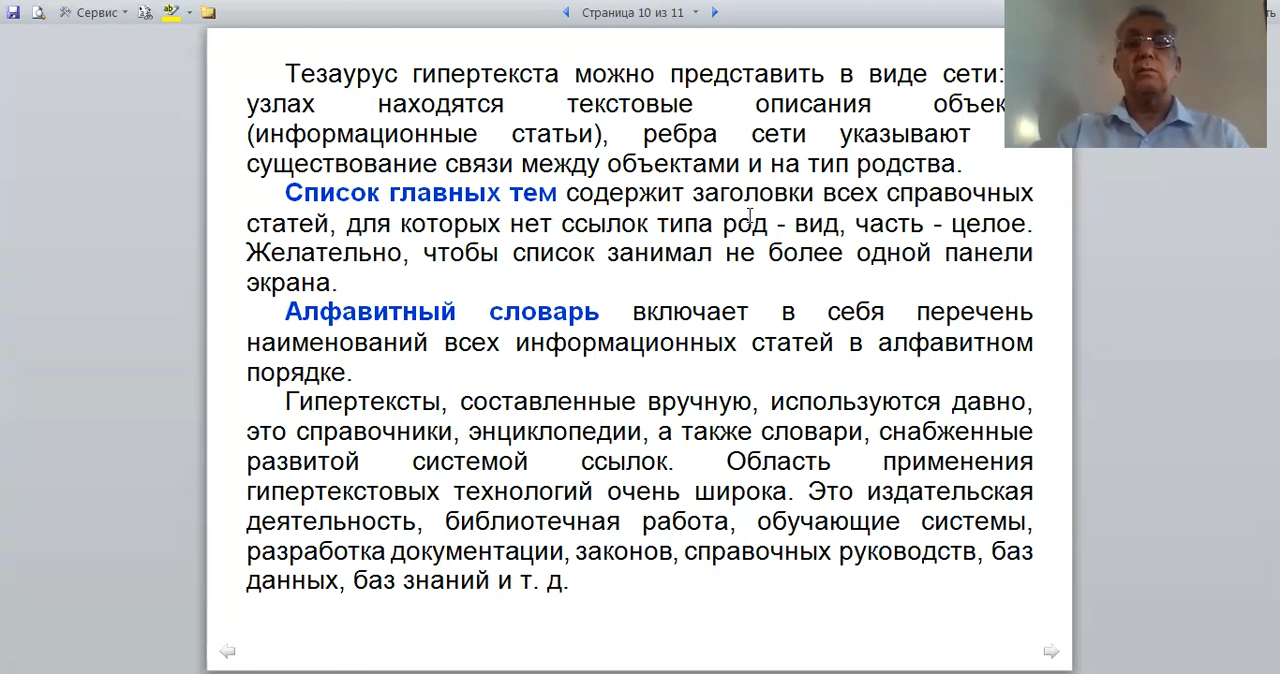 Сервис
Страница 10 из 11
ть
Тезаурус гипертекста можно представить в виде сети:
узлах находятся текстовые описания объек
(информационные статьи), ребра сети указывают
существование связи между объектами и на тип родства.
Список главных тем содержит заголовки всех справочных
статей, для которых нет ссылок типа род - вид, часть - целое.
Желательно, чтобы список занимал не более одной панели
экрана.
Алфавитный словарь включает в себя перечень
наименований всех информационных статей в алфавитном
порядке.
Гипертексты, составленные вручную, используются давно,
это справочники, энциклопедии, а также словари, снабженные
развитой системой ссылок. Область применения
гипертекстовых технологий очень широка. Это издательская
деятельность, библиотечная работа, обучающие системы,
разработка документации, законов, справочных руководств, баз
данных, баз знаний и т. д.